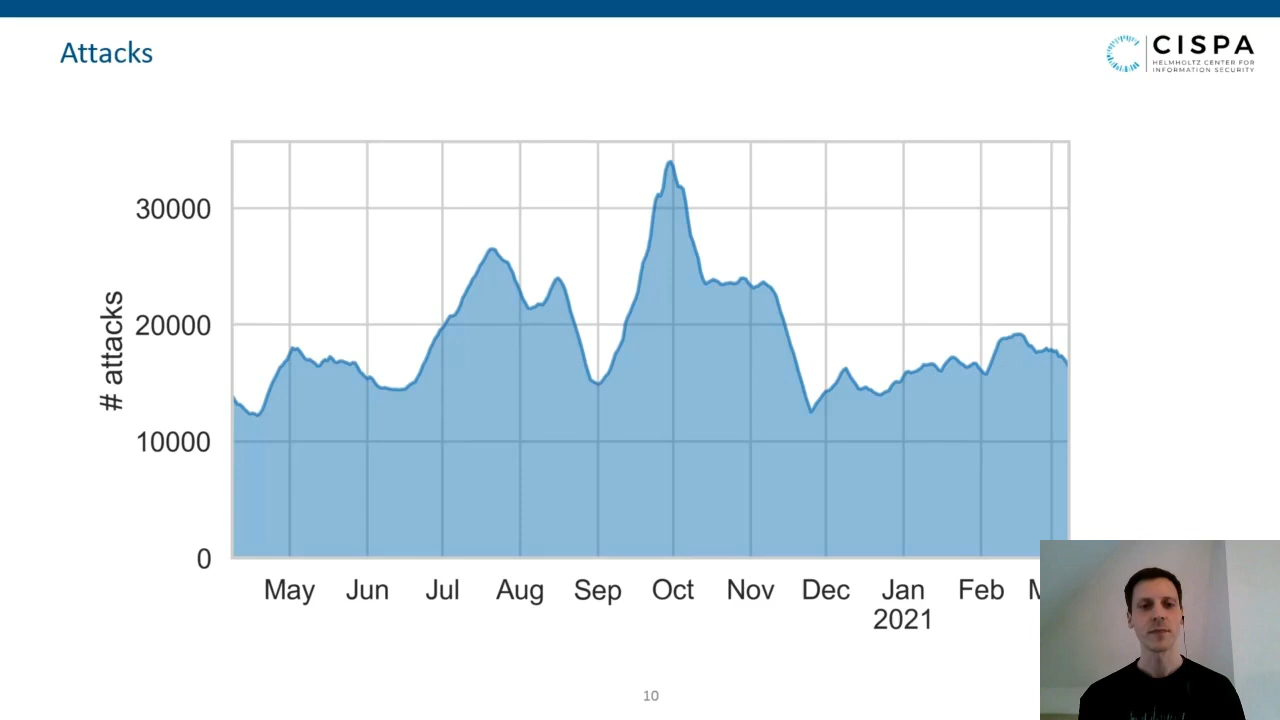 Attacks
CISPA
HELMHOLTZ CENTER FOR
INFORMATION SECURITY
30000
20000
10000
0
# attacks
May Jun Jul Aug Sep Oct Nov Dec Jan Feb
2021
10